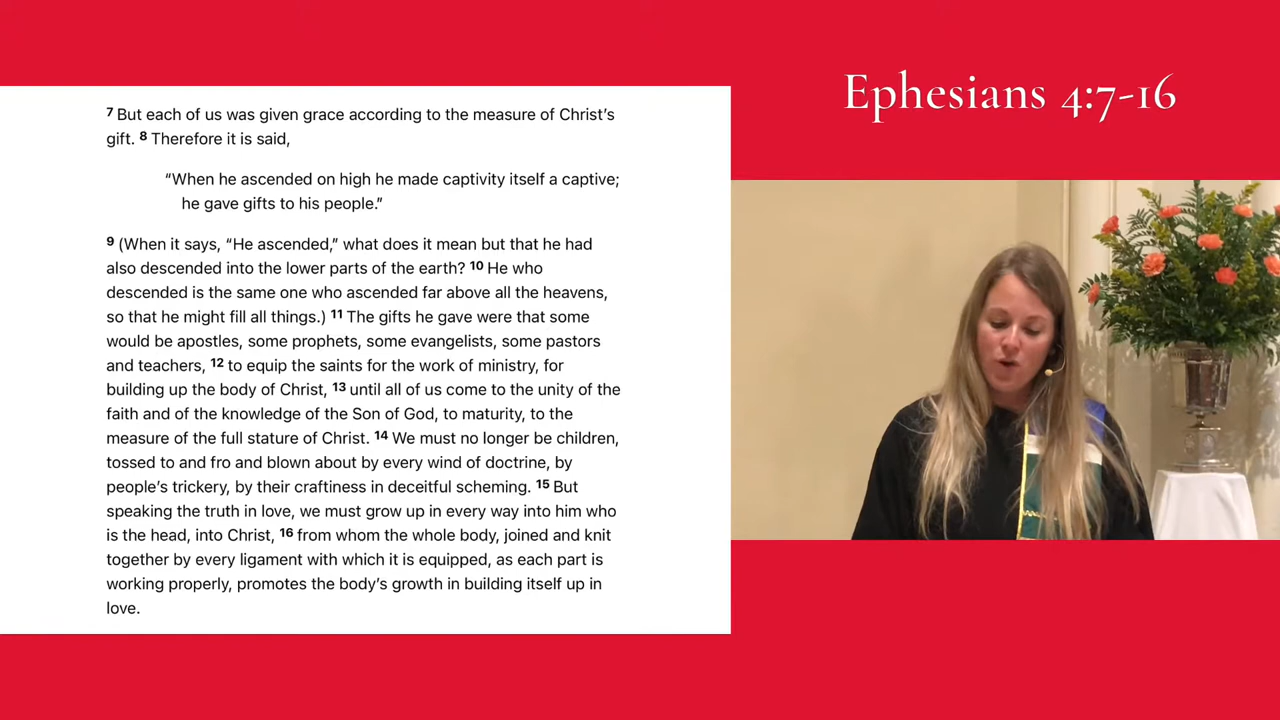 Ephesians 4:7-16
7 But each of us was given grace according to the measure of Christ’s
gift. 8 Therefore it is said,
“When he ascended on high he made captivity itself a captive;
he gave gifts to his people.”
9 (When it says, “He ascended,” what does it mean but that he had
also descended into the lower parts of the earth? 10 He who
descended is the same one who ascended far above all the heavens,
so that he might fill all things.) 11 The gifts he gave were that some
would be apostles, some prophets, some evangelists, some pastors
and teachers, 12 to equip the saints for the work of ministry, for
building up the body of Christ, 13 until all of us come to the unity of the
faith and of the knowledge of the Son of God, to maturity, to the
measure of the full stature of Christ. 14 We must no longer be children,
tossed to and fro and blown about by every wind of doctrine, by
people’s trickery, by their craftiness in deceitful scheming. 15 But
speaking the truth in love, we must grow up in every way into him who
is the head, into Christ, 16 from whom the whole body, joined and knit
together by every ligament with which it is equipped, as each part is
working properly, promotes the body’s growth in building itself up in
love.